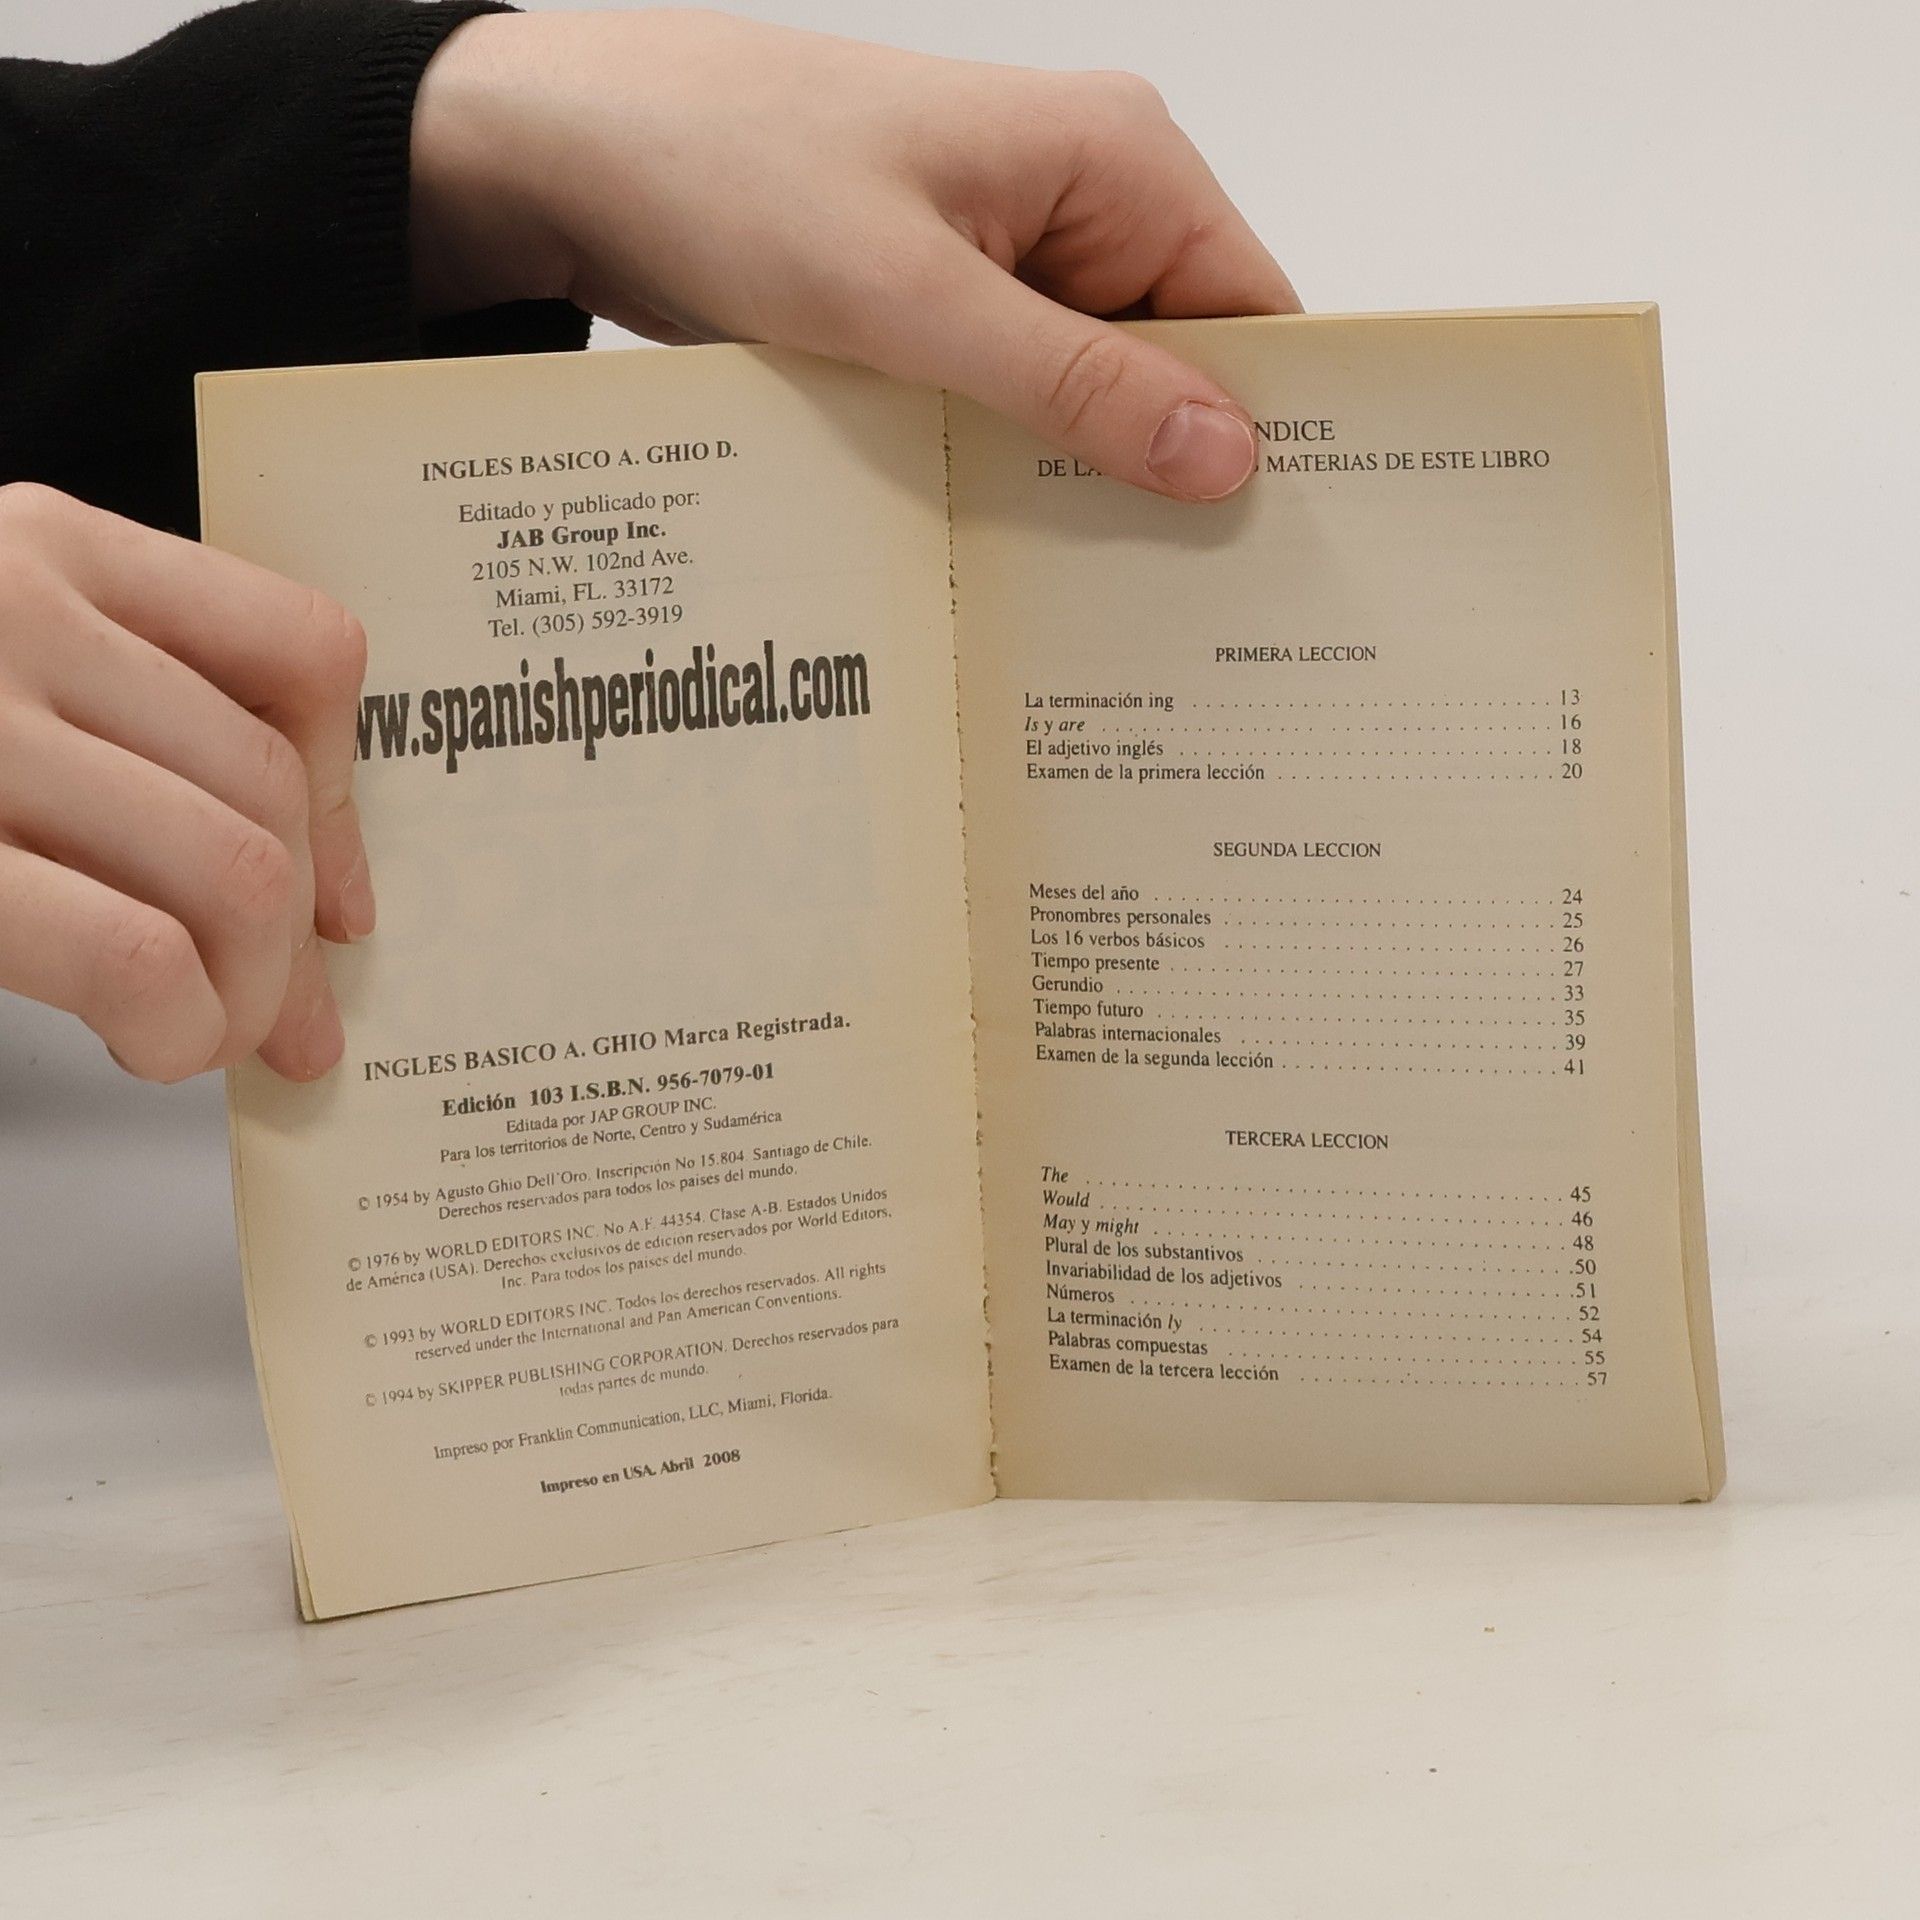 INGLES BASICO A. GHIO D.
Editado y publicado por:
JAB Group Inc.
2105 N.W. 102nd Ave.
Miami, FL. 33172
Tel. (305) 592-3919
ww.spanishperiodical.com
INGLES BASICO A. GHIO Marca Registrada.
Edición 103 I.S.B.N. 956-7079-01
Editada por JAP GROUP INC.
Para los territorios de Norte, Centro y Sudamérica
© 1954 by Agusto Ghio Dell'Oro. Inscripción No 15.804. Santiago de Chile.
Derechos reservados para todos los paises del mundo.
© 1976 by WORLD EDITORS INC. No A.F. 44354. Clase A-B. Estados Unidos
de América (USA). Derechos exclusivos de edición reservados por World Editors,
Inc. Para todos los paises del mundo.
© 1993 by WORLD EDITORS INC. Todos los derechos reservados. All rights
reserved under the International and Pan American Conventions.
© 1994 by SKIPPER PUBLISHING CORPORATION. Derechos reservados para
todas partes de mundo.
Impreso por Franklin Communication, LLC, Miami, Florida.
Impreso en USA. Abril 2008
NDICE
DE MATERIAS DE ESTE LIBRO
PRIMERA LECCION
La terminación ing . . . . . . . . . . 13
Is y are . . . . . . . . . . 16
El adjetivo inglés . . . . . . . . . . 18
Examen de la primera lección . . . . . . . . . . 20
SEGUNDA LECCION
Meses del año . . . . . . . . . . 24
Pronombres personales . . . . . . . . . . 25
Los 16 verbos básicos . . . . . . . . . . 26
Tiempo presente . . . . . . . . . . 27
Gerundio . . . . . . . . . . 33
Tiempo futuro . . . . . . . . . . 35
Palabras internacionales . . . . . . . . . . 39
Examen de la segunda lección . . . . . . . . . . 41
TERCERA LECCION
The . . . . . . . . . . 45
Would . . . . . . . . . . 46
May y might . . . . . . . . . . 48
Plural de los substantivos . . . . . . . . . . 50
Invariabilidad de los adjetivos . . . . . . . . . . 51
Números . . . . . . . . . . 52
La terminación ly . . . . . . . . . . 54
Palabras compuestas . . . . . . . . . . 55
Examen de la tercera lección . . . . . . . . . . 57